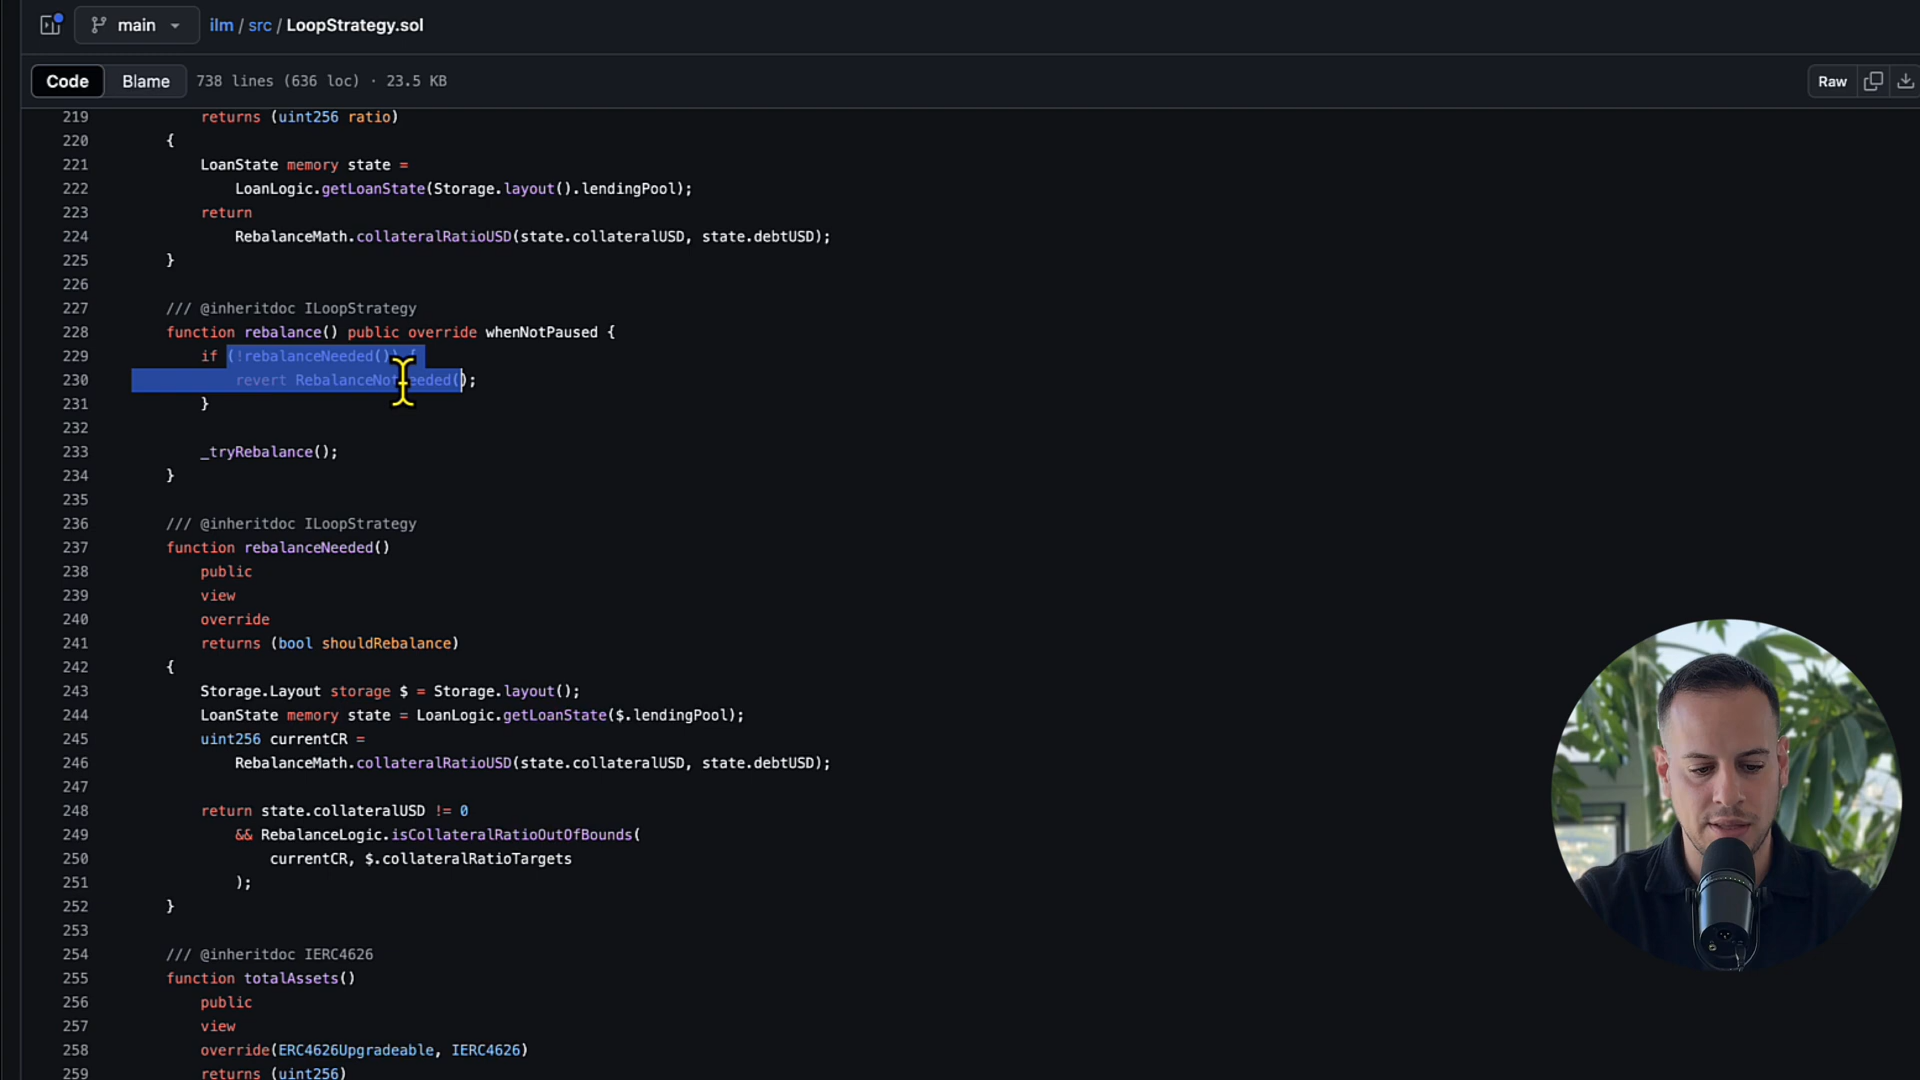 main
ilm / src / LoopStrategy.sol
Code Blame 738 lines (636 loc) · 23.5 KB Raw
219 returns (uint256 ratio)
220 {
221 LoanState memory state =
222 LoanLogic.getLoanState(Storage.layout().lendingPool);
223 return
224 RebalanceMath.collateralRatioUSD(state.collateralUSD, state.debtUSD);
225 }
226
227 /// @inheritdoc ILoopStrategy
228 function rebalance() public override whenNotPaused {
229 if (!rebalanceNeeded()) {
230 revert RebalanceNotNeeded();
231 }
232
233 _tryRebalance();
234 }
235
236 /// @inheritdoc ILoopStrategy
237 function rebalanceNeeded()
238 public
239 view
240 override
241 returns (bool shouldRebalance)
242 {
243 Storage.Layout storage $ = Storage.layout();
244 LoanState memory state = LoanLogic.getLoanState($.lendingPool);
245 uint256 currentCR =
246 RebalanceMath.collateralRatioUSD(state.collateralUSD, state.debtUSD);
247
248 return state.collateralUSD != 0
249 && RebalanceLogic.isCollateralRatioOutOfBounds(
250 currentCR, $.collateralRatioTargets
251 );
252 }
253
254 /// @inheritdoc IERC4626
255 function totalAssets()
256 public
257 view
258 override(ERC4626Upgradeable, IERC4626)
259 returns (uint256)